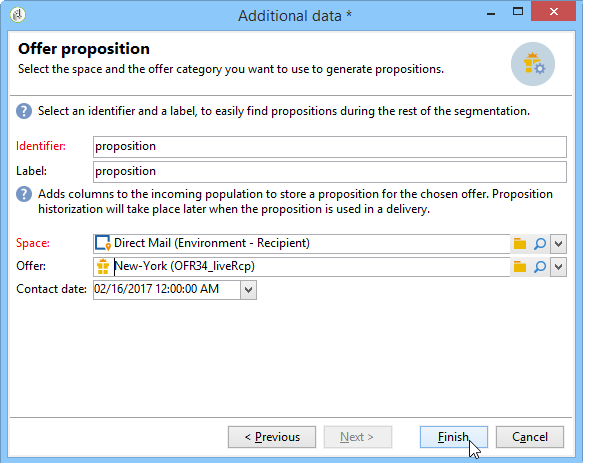 Additional data *
Offer proposition
Select the space and the offer category you want to use to generate propositions.
Select an identifier and a label, to easily find propositions during the rest of the segmentation.
Identifier: proposition
Label: proposition
Adds columns to the incoming population to store a proposition for the chosen offer. Proposition
historization will take place later when the proposition is used in a delivery.
Space: Direct Mail (Environment - Recipient)
Offer: New-York (OFR34_liveRcp)
Contact date: 02/16/2017 12:00:00 AM
< Previous Next > Finish Cancel